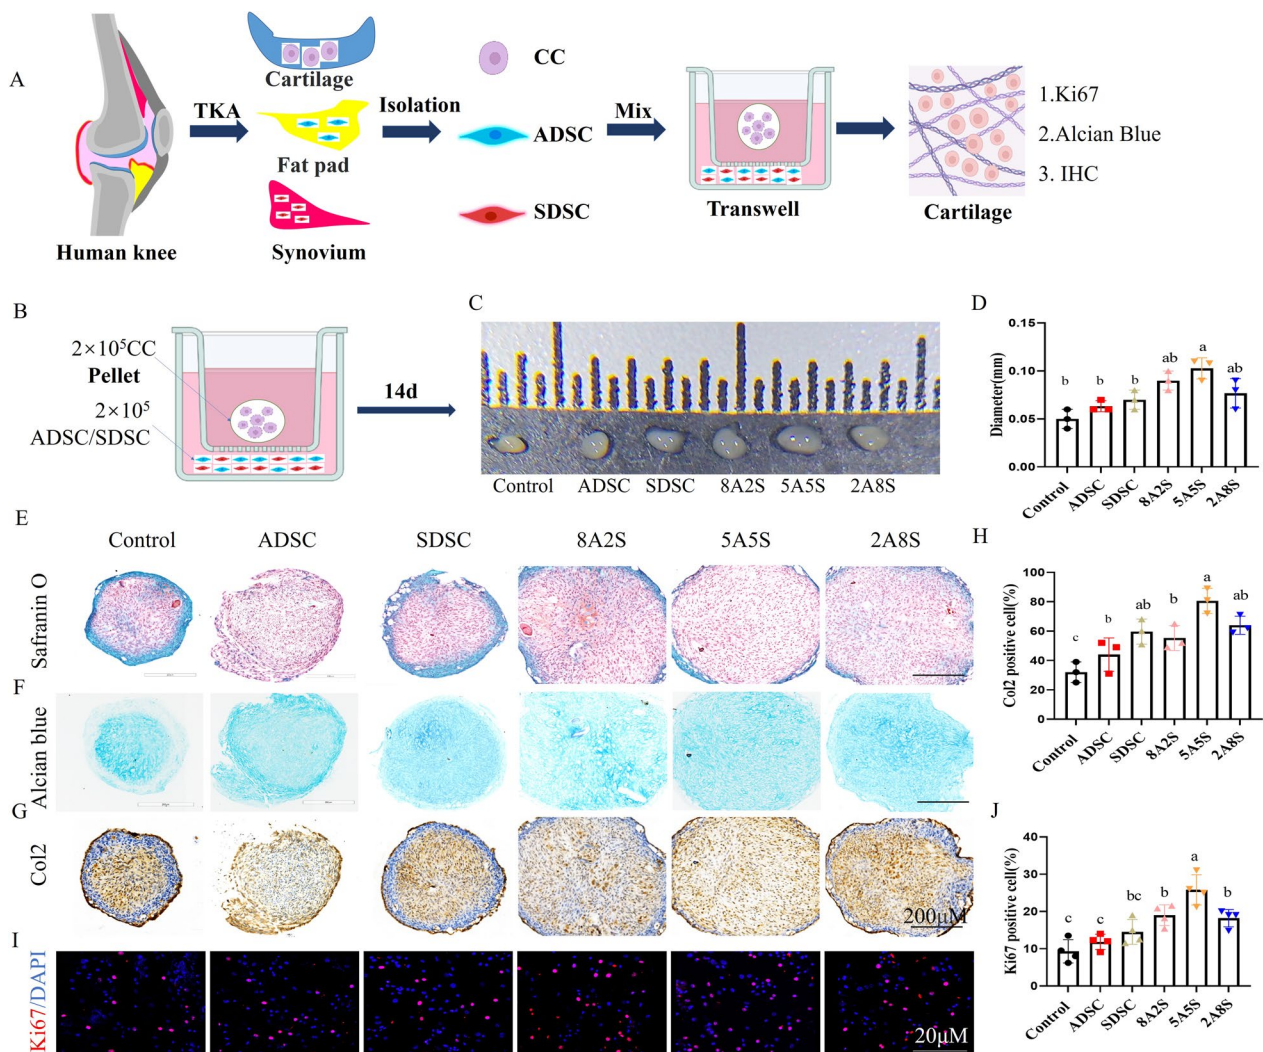 A
Human knee
TKA
Cartilage
Fat pad
Synovium
Isolation
CC
ADSC
SDSC
Mix
Transwell
Cartilage
1.Ki67
2.Alcian Blue
3. IHC
B
2×10⁵CC
Pellet
2×10⁵
ADSC/SDSC
14d
C
Control ADSC SDSC 8A2S 5A5S 2A8S
D
Diameter(mm)
0.15
0.10
0.05
0.00
b b b ab a ab
Control ADSC SDSC 8A2S 5A5S 2A8S
E
Control ADSC SDSC 8A2S 5A5S 2A8S
Safranin O
F
Alcian blue
G
Col2
200μM
H
Col2 positive cell(%)
100
80
60
40
20
0
c b ab b a ab
Control ADSC SDSC 8A2S 5A5S 2A8S
I
Ki67/DAPI
20μM
J
Ki67 positive cell(%)
40
30
20
10
0
c c bc b a b
Control ADSC SDSC 8A2S 5A5S 2A8S